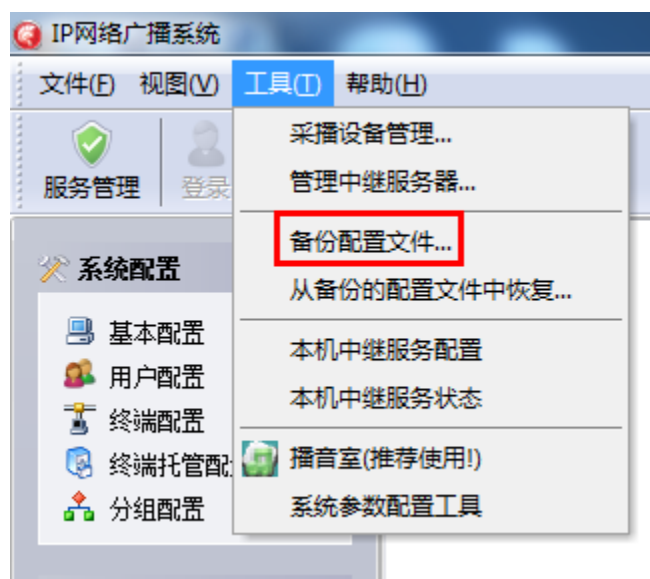 IP网络广播系统
文件(F) 视图(V) 工具(T) 帮助(H)
服务管理 登录
采播设备管理...
管理中继服务器...
备份配置文件...
从备份的配置文件中恢复...
本机中继服务配置
本机中继服务状态
播音室(推荐使用!)
系统参数配置工具
系统配置
基本配置
用户配置
终端配置
终端托管配
分组配置